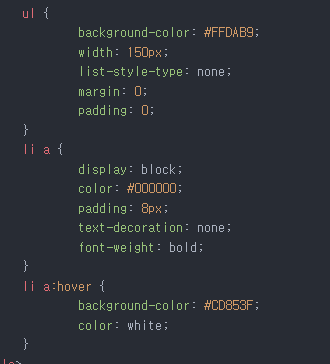 ul {
background-color: #FFDAB9;
width: 150px;
list-style-type: none;
margin: 0;
padding: 0;
}
li a {
display: block;
color: #000000;
padding: 8px;
text-decoration: none;
font-weight: bold;
}
li a:hover {
background-color: #CD853F;
color: white;
}